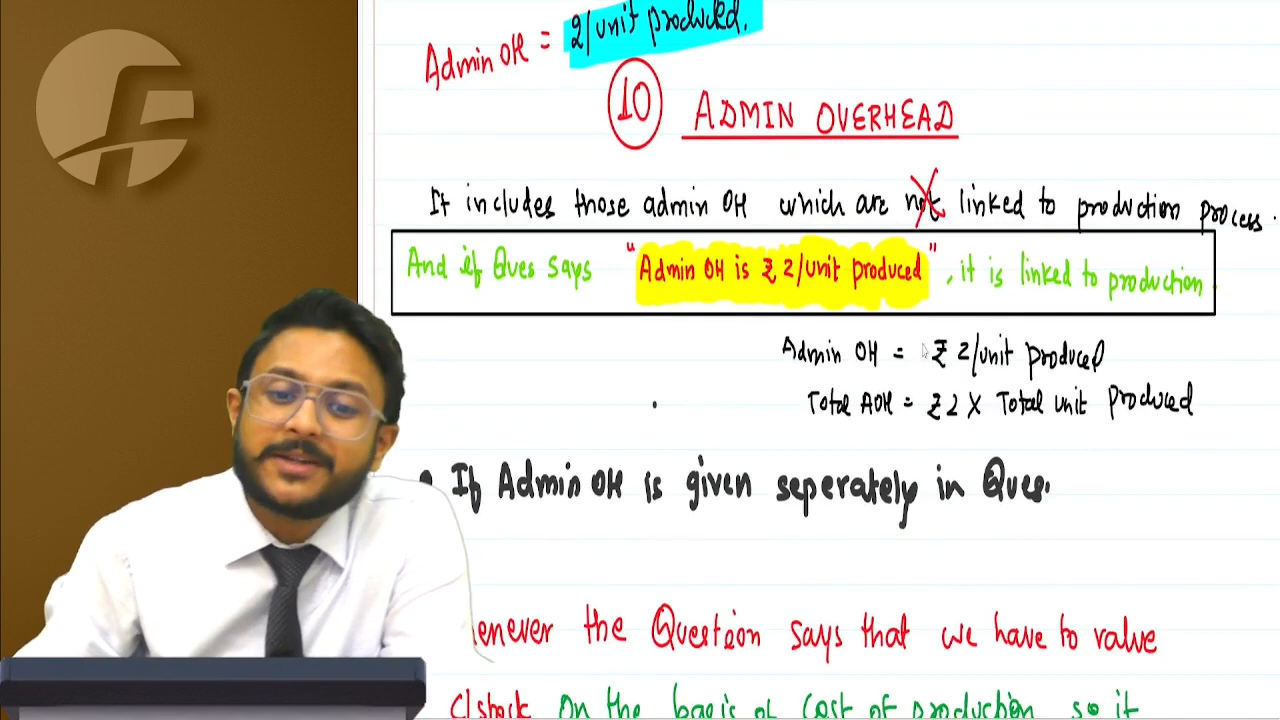 Admin OH = 2/unit produced.
10 ADMIN OVERHEAD
It includes those admin OH which are not linked to production process.
And if Ques says "Admin OH is ₹ 2/unit produced", it is linked to production.
Admin OH = ₹ 2/unit produced
Total AOH = ₹ 2 X Total unit produced
• If Admin OH is given seperately in Ques.
enever the Question says that we have to value
C/stock on the basis of cost of production so it